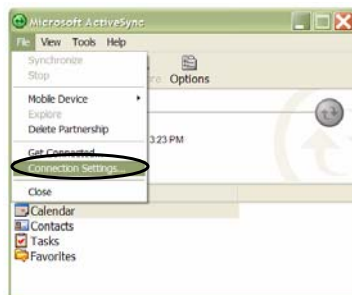 Microsoft ActiveSync
File View Tools Help
Synchronize
Stop
Options
Mobile Device
Explore
Delete Partnership
3:23 PM
Get Connected...
Connection Settings...
Close
Calendar
Contacts
Tasks
Favorites